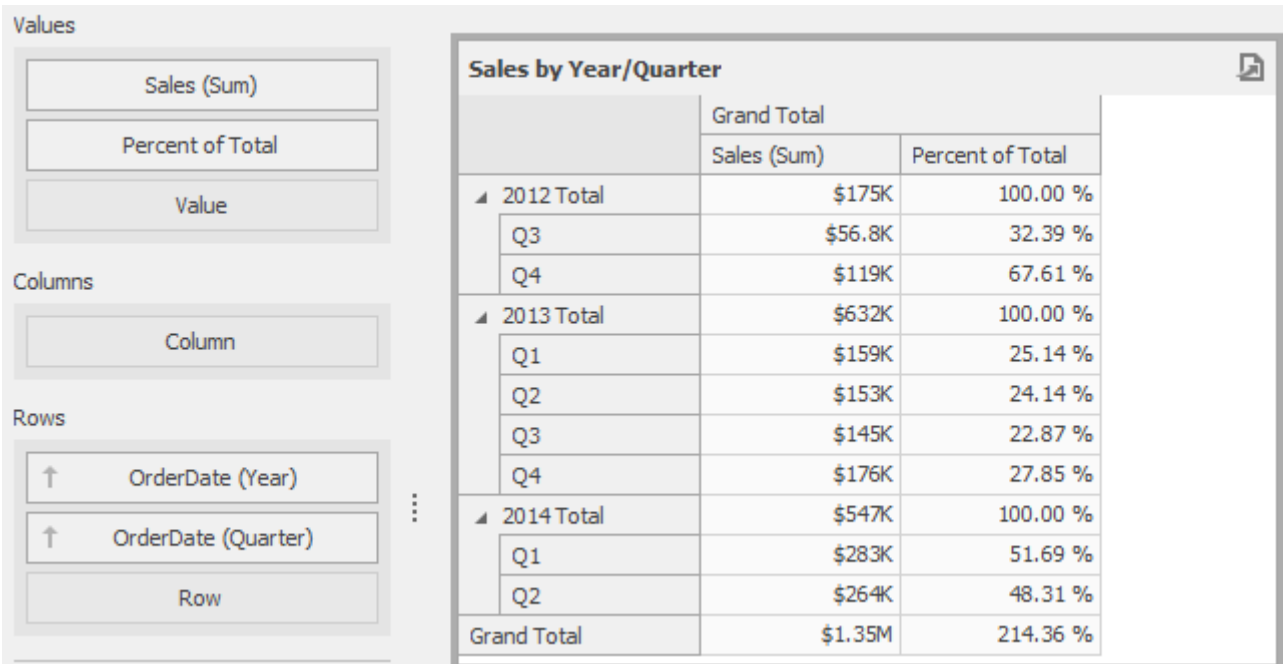 Values
Sales (Sum)
Percent of Total
Value
Columns
Column
Rows
OrderDate (Year)
OrderDate (Quarter)
Row
Sales by Year/Quarter
Grand Total
Sales (Sum) Percent of Total
2012 Total $175K 100.00 %
Q3 $56.8K 32.39 %
Q4 $119K 67.61 %
2013 Total $632K 100.00 %
Q1 $159K 25.14 %
Q2 $153K 24.14 %
Q3 $145K 22.87 %
Q4 $176K 27.85 %
2014 Total $547K 100.00 %
Q1 $283K 51.69 %
Q2 $264K 48.31 %
Grand Total $1.35M 214.36 %